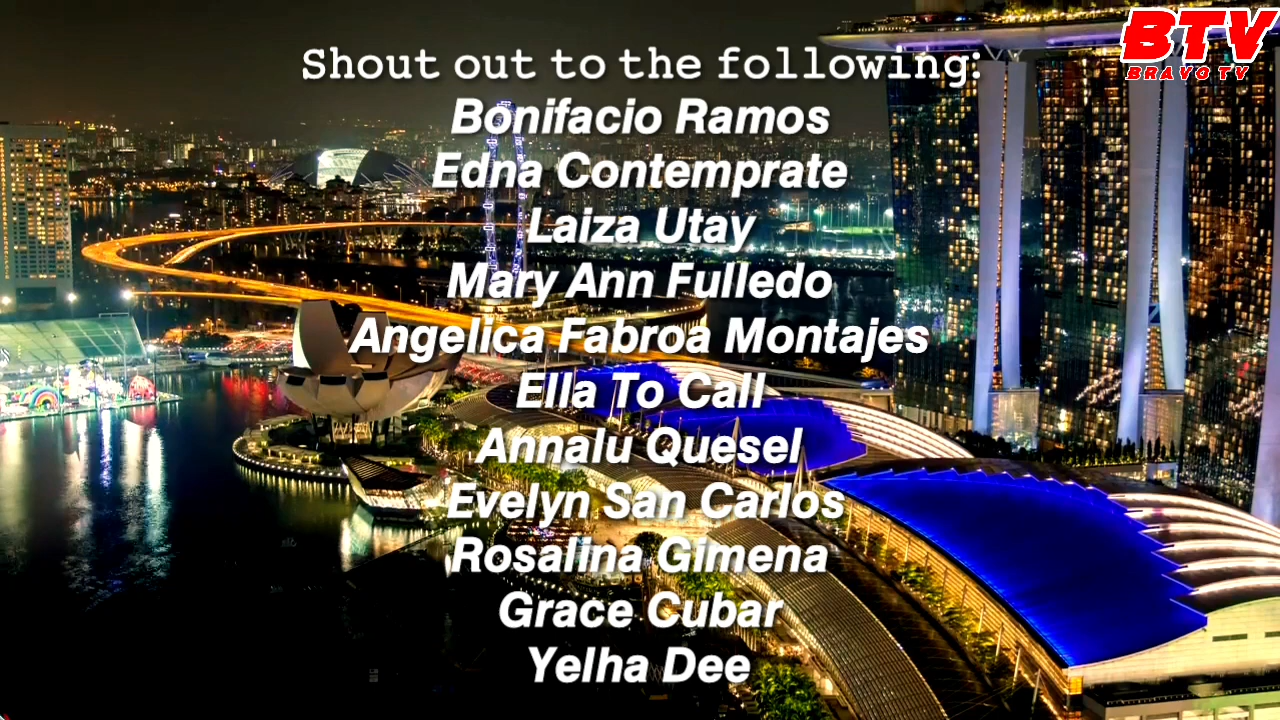 BTV
BRAVO TV
Shout out to the following:
Bonifacio Ramos
Edna Contemprate
Laiza Utay
Mary Ann Fulledo
Angelica Fabroa Montajes
Ella To Call
Annalu Quesel
Evelyn San Carlos
Rosalina Gimena
Grace Cubar
Yelha Dee